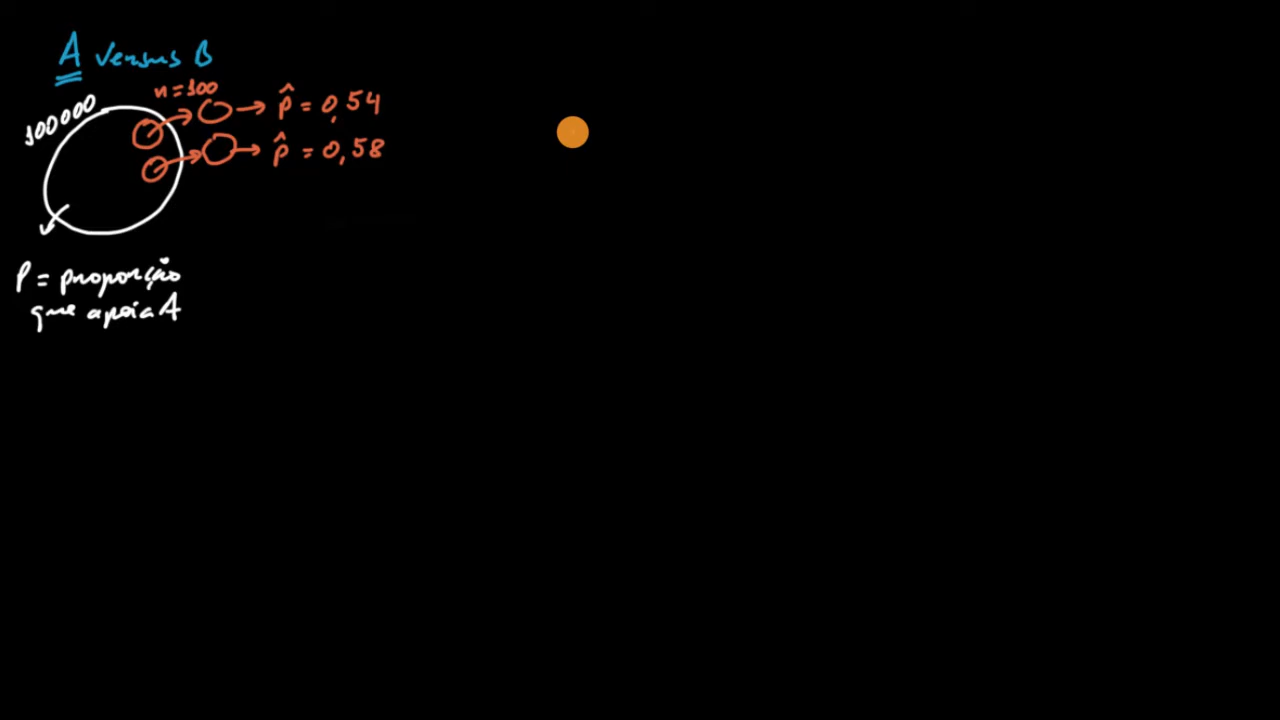 A versus B
100000
n = 100
p̂ = 0,54
p̂ = 0,58
P = proporção
que apoia A